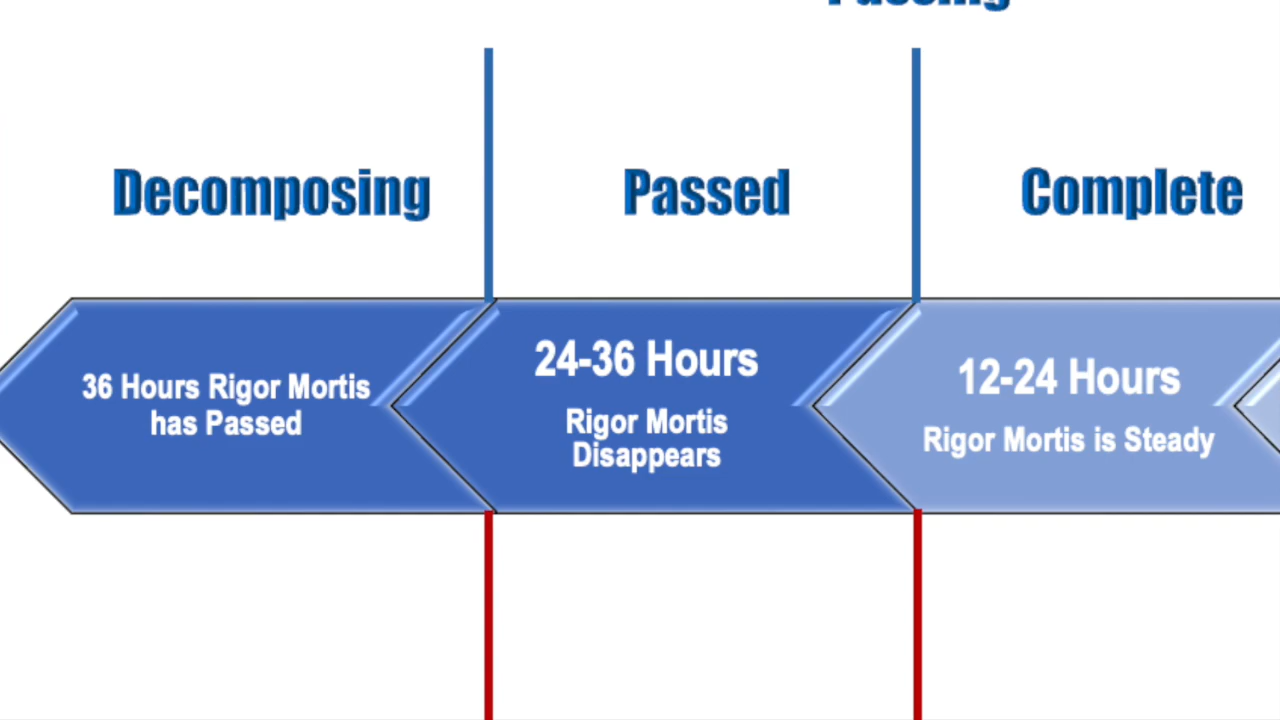 Passing
Decomposing
Passed
Complete
36 Hours Rigor Mortis
has Passed
24-36 Hours
Rigor Mortis
Disappears
12-24 Hours
Rigor Mortis is Steady